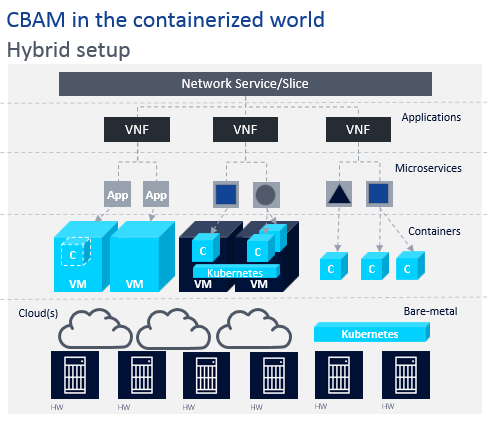 CBAM in the containerized world
Hybrid setup
Network Service/Slice
Applications
VNF VNF VNF
Microservices
App App
Containers
C C C C C C
Kubernetes
VM VM VM VM
Cloud(s) Bare-metal
Kubernetes
HW HW HW HW HW HW